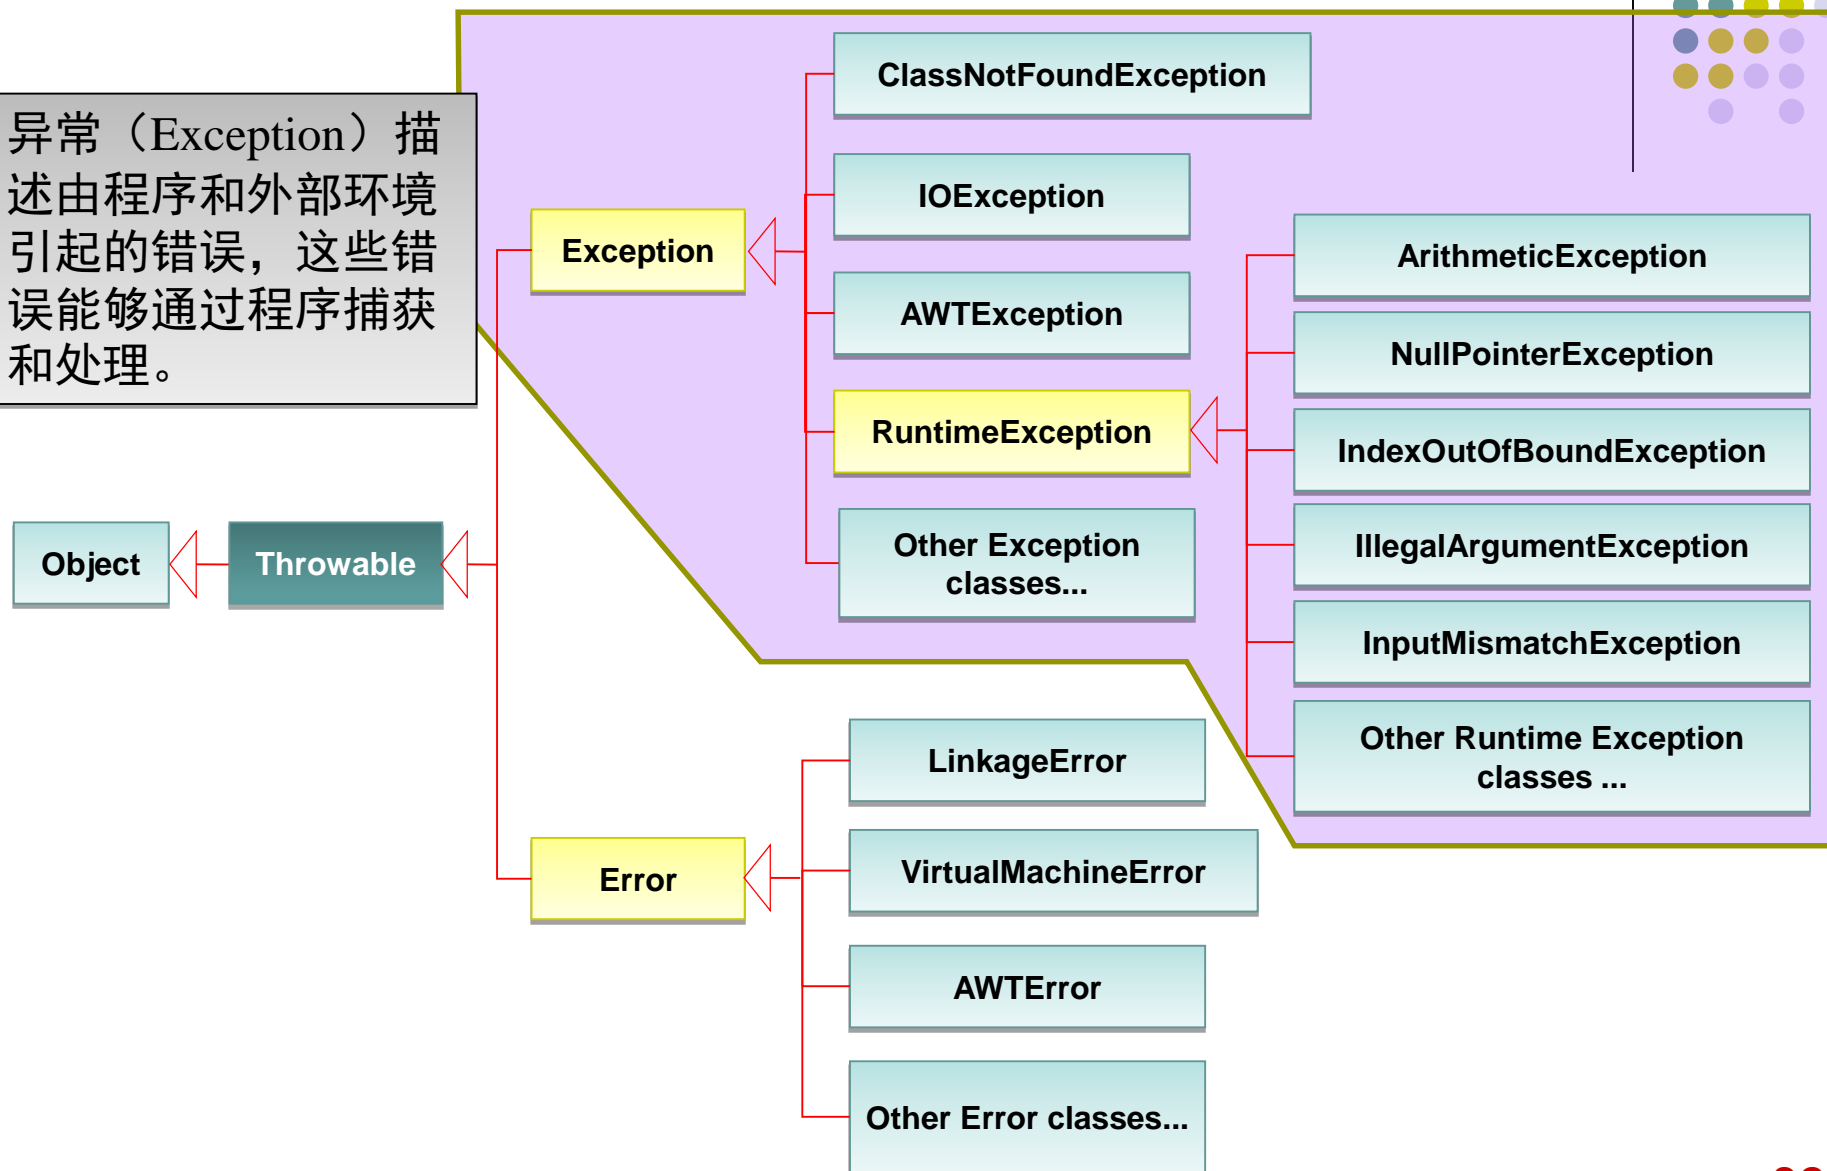 异常（Exception）描
述由程序和外部环境
引起的错误，这些错
误能够通过程序捕获
和处理。
Object
Throwable
Exception
ClassNotFoundException
IOException
AWTException
RuntimeException
Other Exception
classes...
ArithmeticException
NullPointerException
IndexOutOfBoundException
IllegalArgumentException
InputMismatchException
Other Runtime Exception
classes ...
Error
LinkageError
VirtualMachineError
AWTError
Other Error classes...